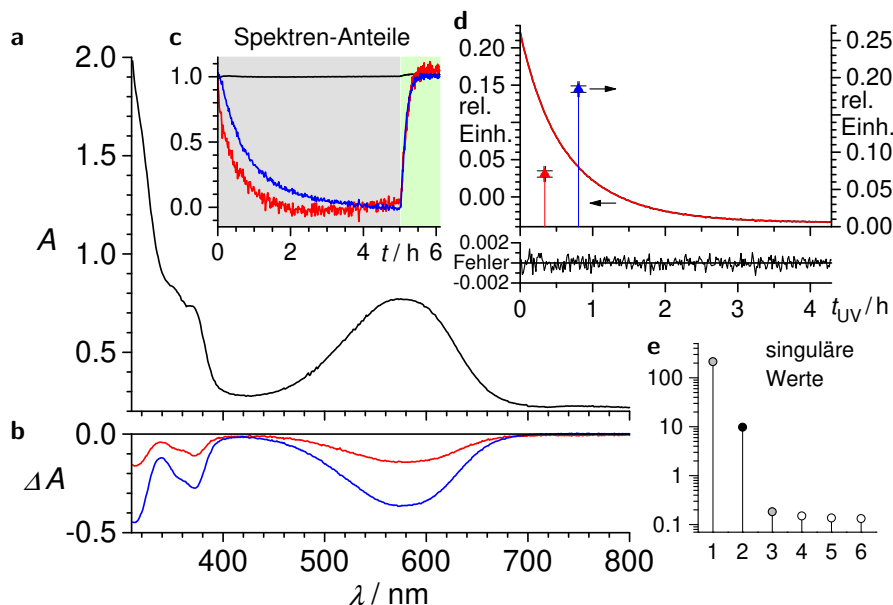 a
2.0
1.5
1.0
0.5
A
c
Spektren-Anteile
1.0
0.5
0.0
0 2 4 6
t / h
d
0.20
0.15
rel.
Einh.
0.05
0.00
0.25
0.20
rel.
Einh.
0.10
0.05
0.00
0.002
Fehler
-0.002
0 1 2 3 4
t_UV / h
e
singuläre
Werte
100
10
1
0.1
1 2 3 4 5 6
b
0.0
ΔA
-0.5
400 500 600 700 800
λ / nm